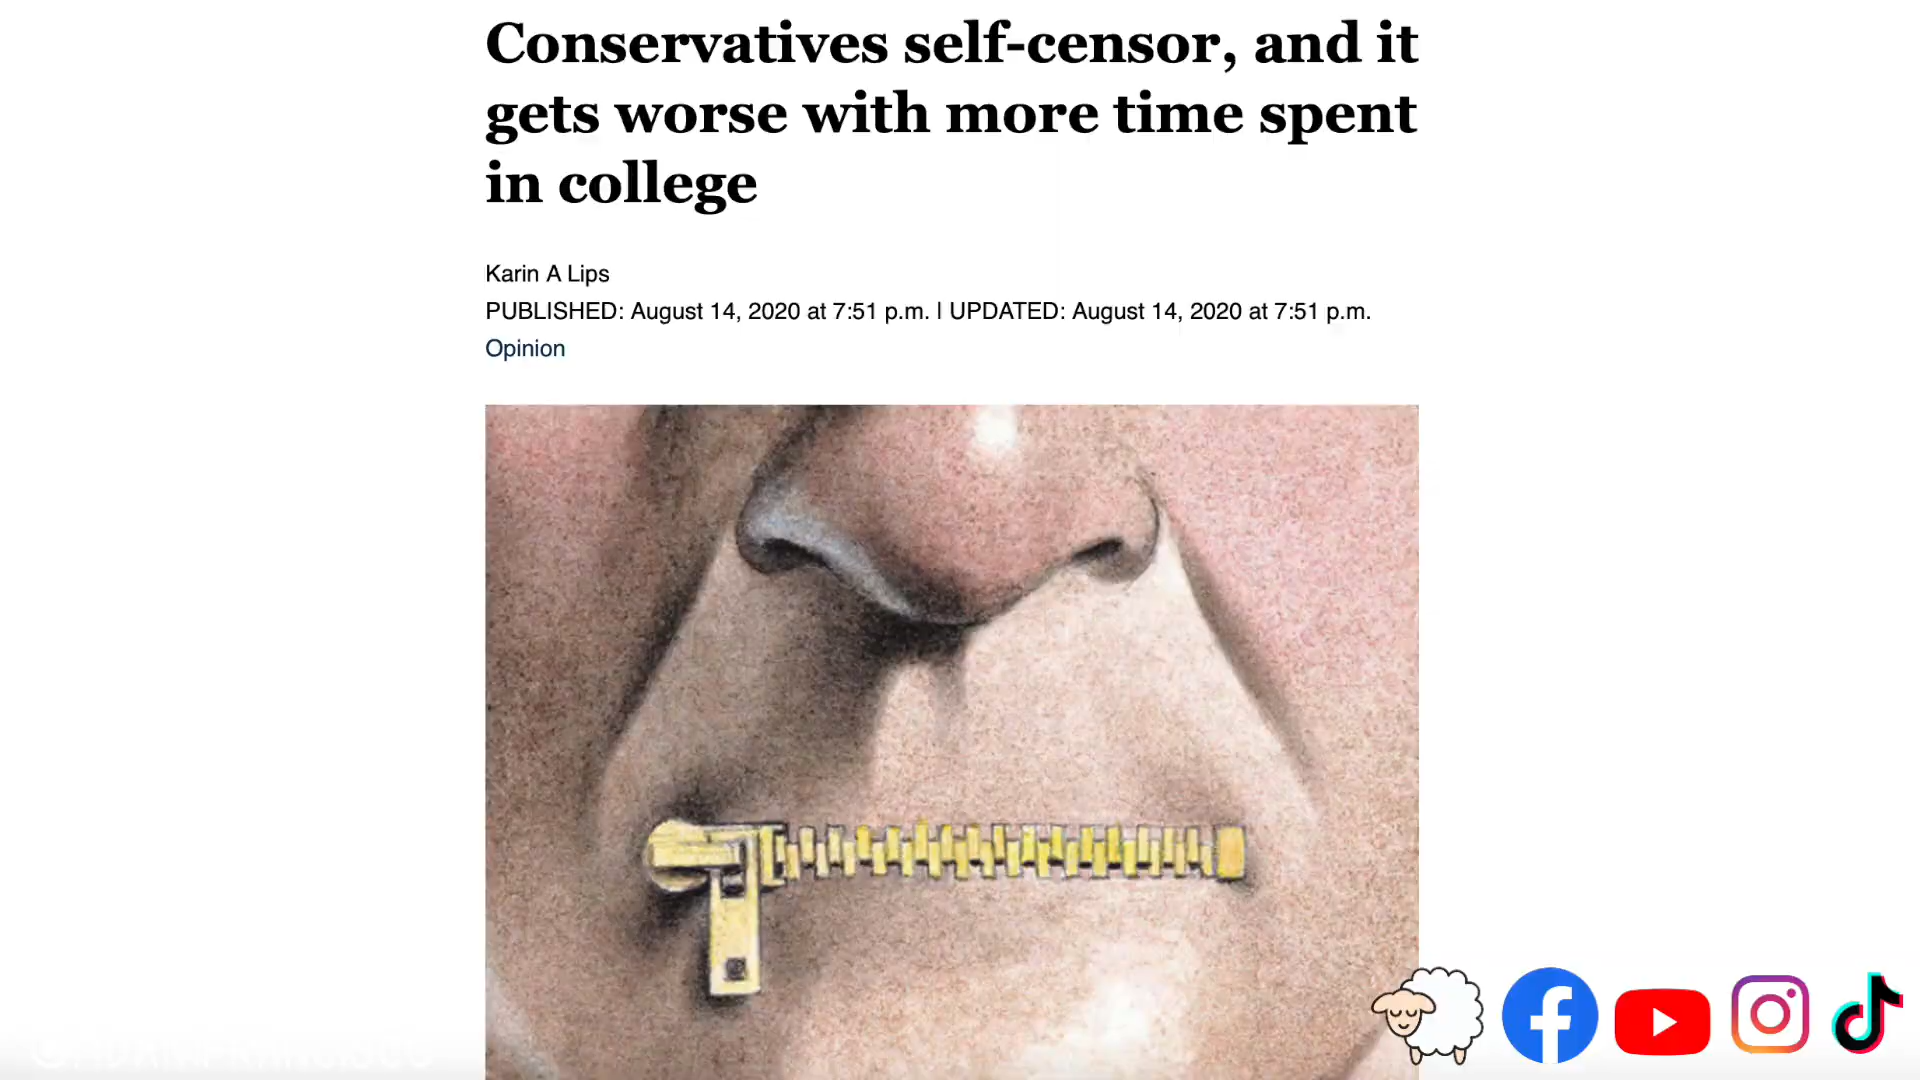 Conservatives self-censor, and it
gets worse with more time spent
in college
Karin A Lips
PUBLISHED: August 14, 2020 at 7:51 p.m. | UPDATED: August 14, 2020 at 7:51 p.m.
Opinion